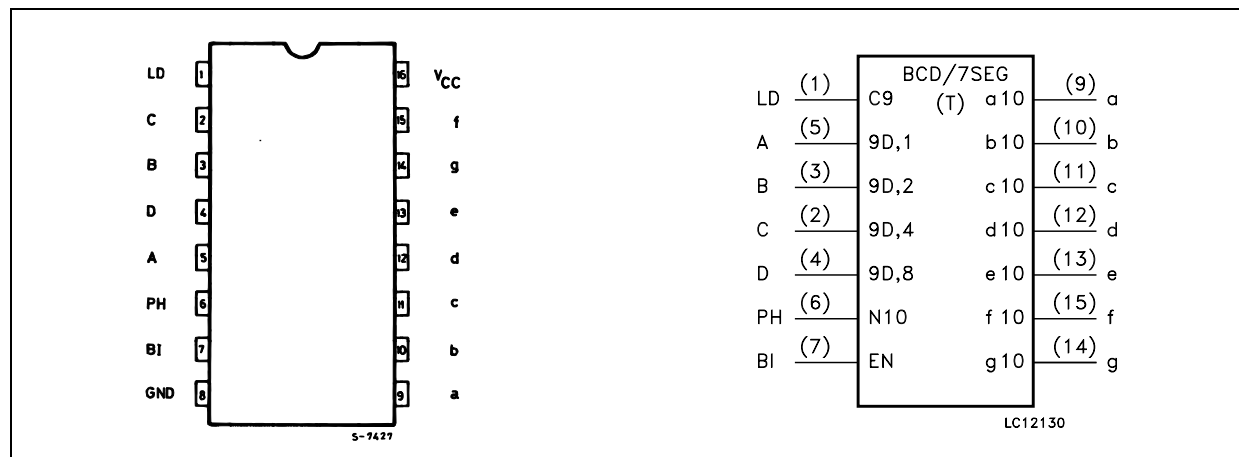 LD 1 16 VCC
C 2 15 f
B 3 14 g
D 4 13 e
A 5 12 d
PH 6 11 c
BI 7 10 b
GND 8 9 a
S-7427
BCD/7SEG
(T)
LD (1) C9 a10 (9) a
A (5) 9D,1 b10 (10) b
B (3) 9D,2 c10 (11) c
C (2) 9D,4 d10 (12) d
D (4) 9D,8 e10 (13) e
PH (6) N10 f10 (15) f
BI (7) EN g10 (14) g
LC12130